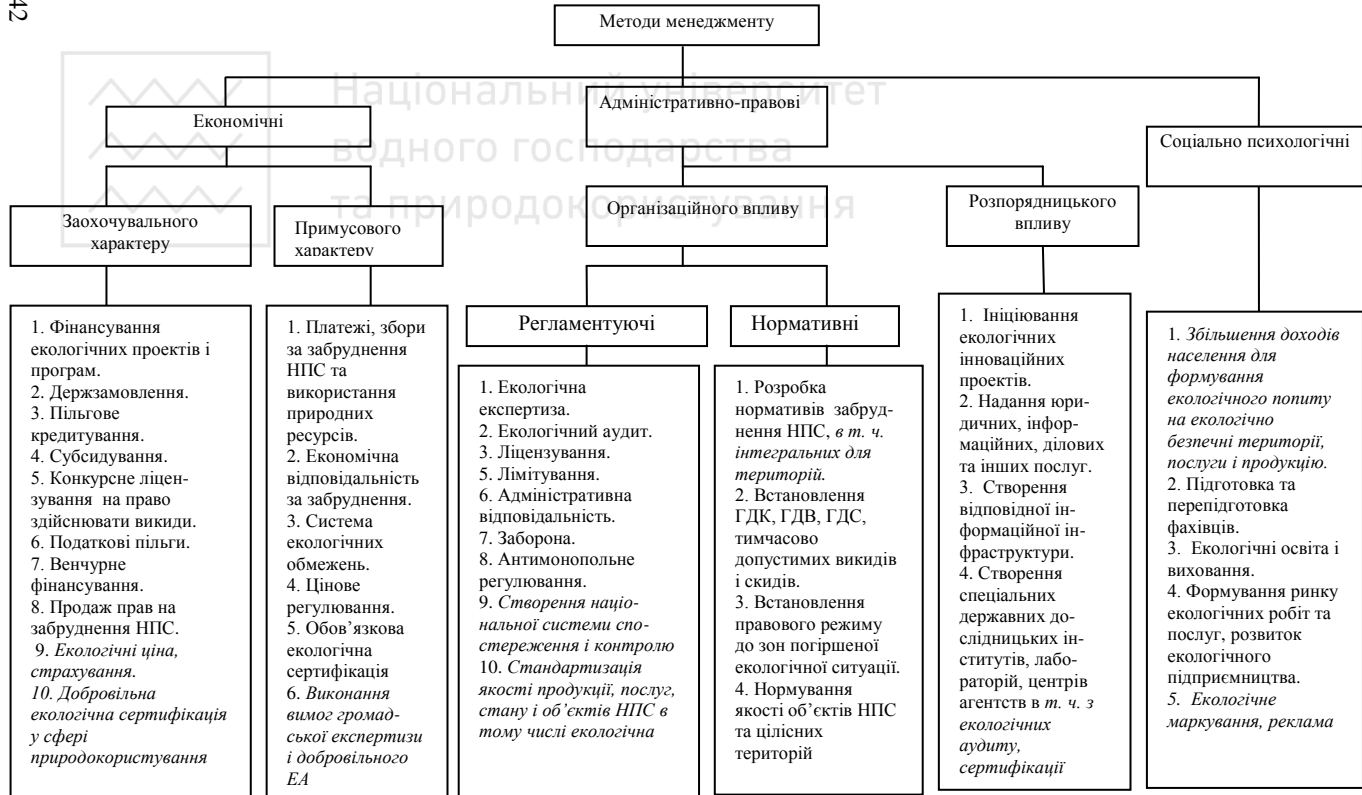 42
Національний університет
водного господарства
та природокористування
Методи менеджменту
Економічні
Адміністративно-правові
Соціально психологічні
Заохочувального
характеру
Примусового
характеру
Організаційного впливу
Розпорядницького
впливу
Регламентуючі
Нормативні
1. Фінансування
екологічних проектів і
програм.
2. Держзамовлення.
3. Пільгове
кредитування.
4. Субсидування.
5. Конкурсне ліцен-
зування на право
здійснювати викиди.
6. Податкові пільги.
7. Венчурне
фінансування.
8. Продаж прав на
забруднення НПС.
9. Екологічні ціна,
страхування.
10. Добровільна
екологічна сертифікація
у сфері
природокористування
1. Платежі, збори
за забруднення
НПС та
використання
природних
ресурсів.
2. Економічна
відповідальність
за забруднення.
3. Система
екологічних
обмежень.
4. Цінове
регулювання.
5. Обов’язкова
екологічна
сертифікація
6. Виконання
вимог громад-
ської експертизи
і добровільного
ЕА
1. Екологічна
експертиза.
2. Екологічний аудит.
3. Ліцензування.
5. Лімітування.
6. Адміністративна
відповідальність.
7. Заборона.
8. Антимонопольне
регулювання.
9. Створення націо-
нальної системи спо-
стереження і контролю
10. Стандартизація
якості продукції, послуг,
стану і об’єктів НПС в
тому числі екологічна
1. Розробка
нормативів забруд-
нення НПС, в т. ч.
інтегральних для
територій.
2. Встановлення
ГДК, ГДВ, ГДС,
тимчасово
допустимих викидів
і скидів.
3. Встановлення
правового режиму
до зон погіршеної
екологічної ситуації.
4. Нормування
якості об’єктів НПС
та цілісних
територій
1. Ініціювання
екологічних
інноваційних
проектів.
2. Надання юри-
дичних, інфор-
маційних, ділових
та інших послуг.
3. Створення
відповідної ін-
формаційної ін-
фраструктури.
4. Створення
спеціальних
державних до-
слідницьких ін-
ститутів, лабо-
раторій, центрів
агентств в т. ч. з
екологічних
аудиту,
сертифікації
1. Збільшення доходів
населення для
формування
екологічного попиту
на екологічно
безпечні території,
послуги і продукцію.
2. Підготовка та
перепідготовка
фахівців.
3. Екологічні освіта і
виховання.
4. Формування ринку
екологічних робіт та
послуг, розвиток
екологічного
підприємництва.
5. Екологічне
маркування, реклама